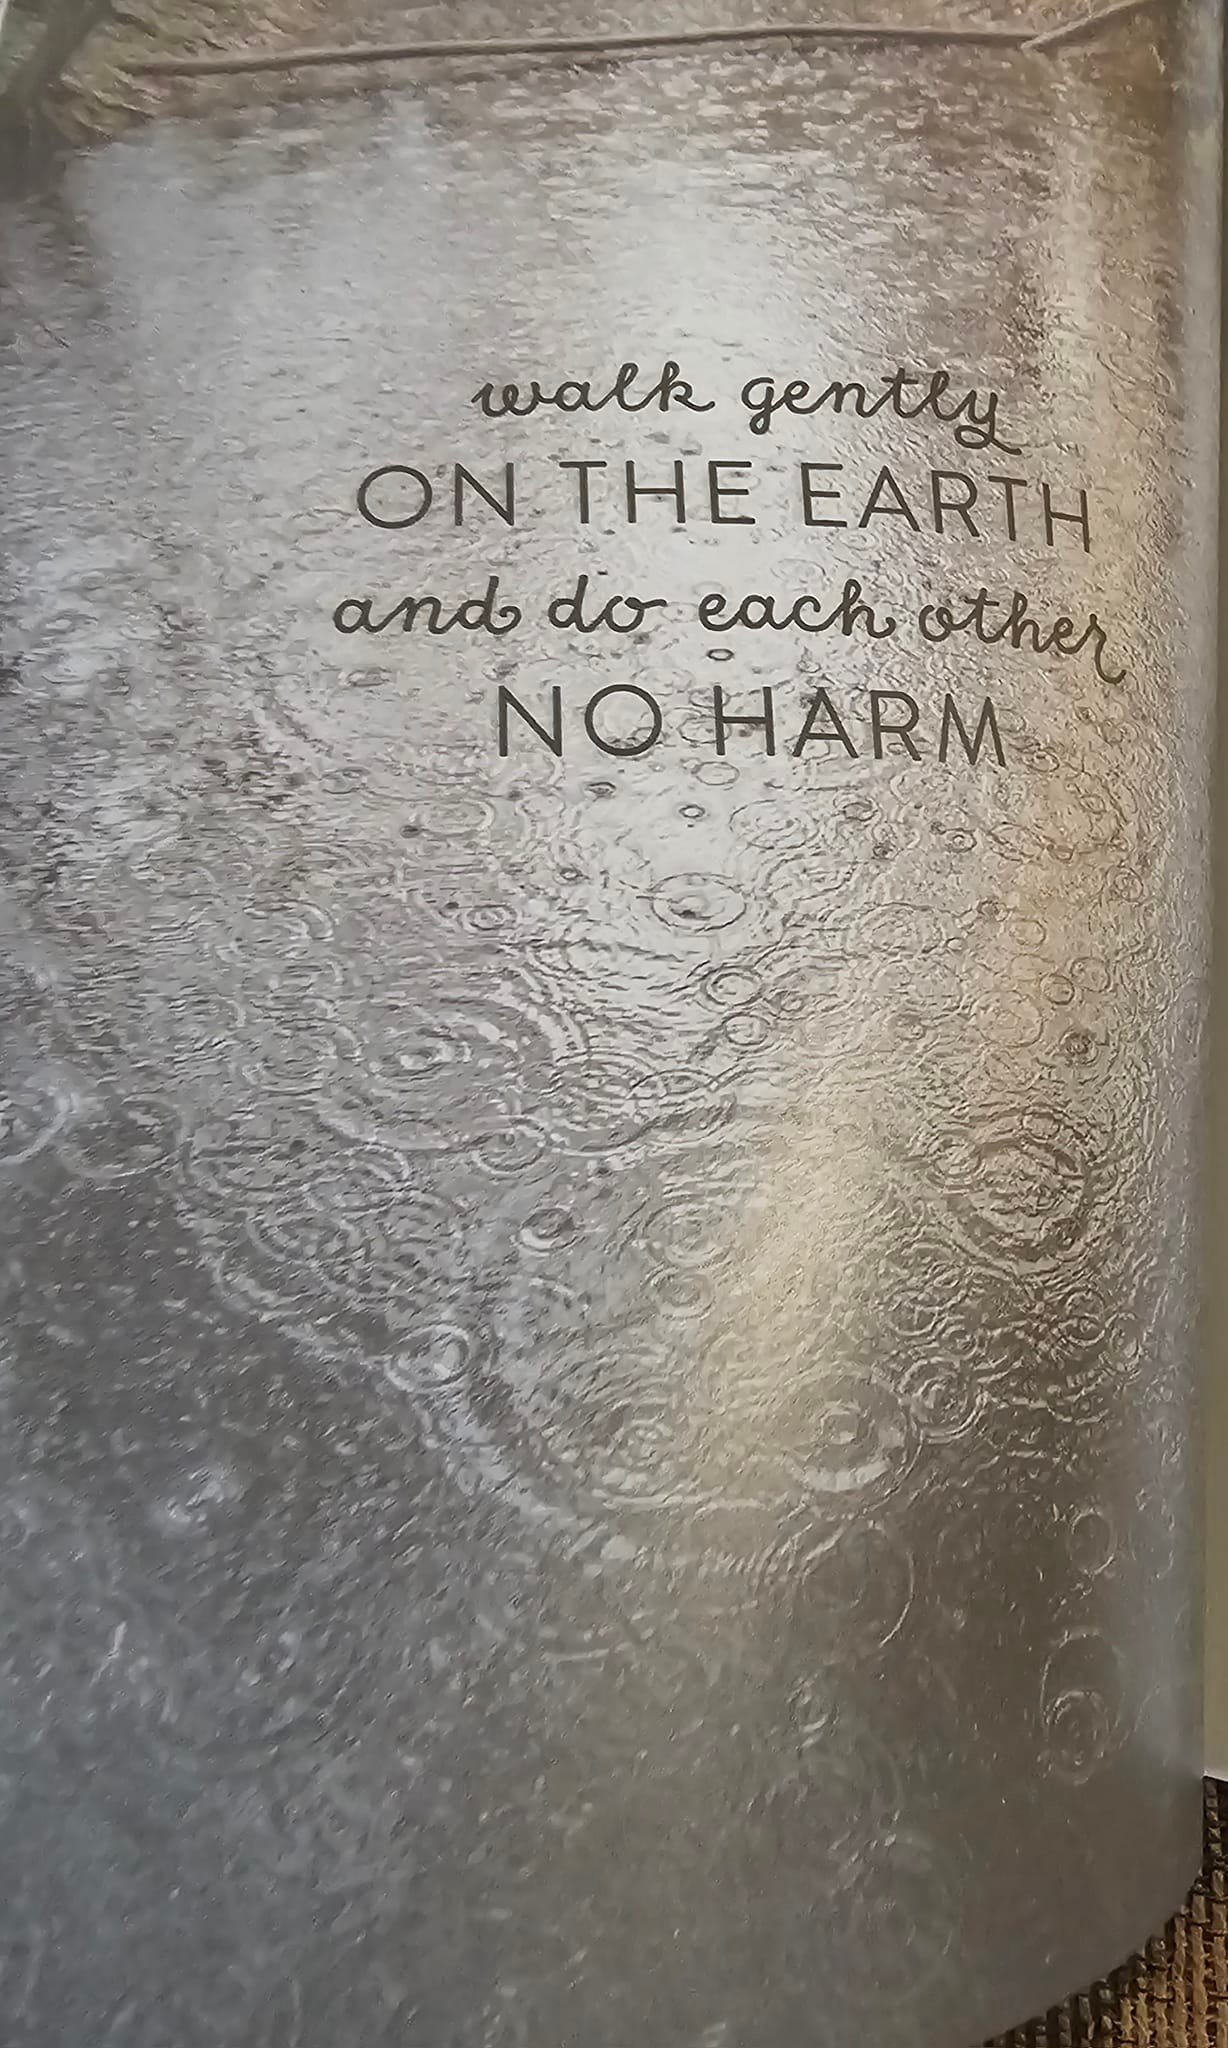 walk gently
ON THE EARTH
and do each other
NO HARM